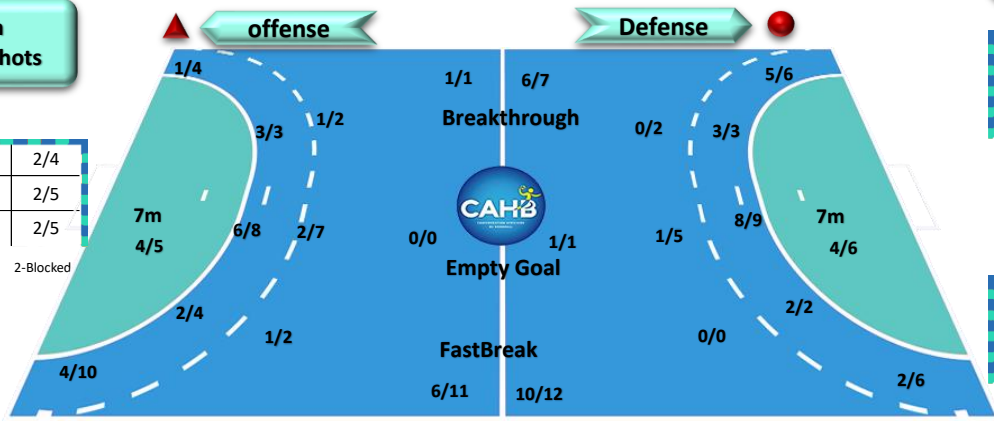 hots
offense
Defense
1/4
1/1
6/7
5/6
Breakthrough
3/3
1/2
0/2
3/3
2/4
2/5
2/5
2-Blocked
7m
4/5
6/8
2/7
0/0
CAHB
1/1
1/5
8/9
7m
4/6
Empty Goal
2/4
1/2
2/2
0/0
FastBreak
4/10
6/11
10/12
2/6